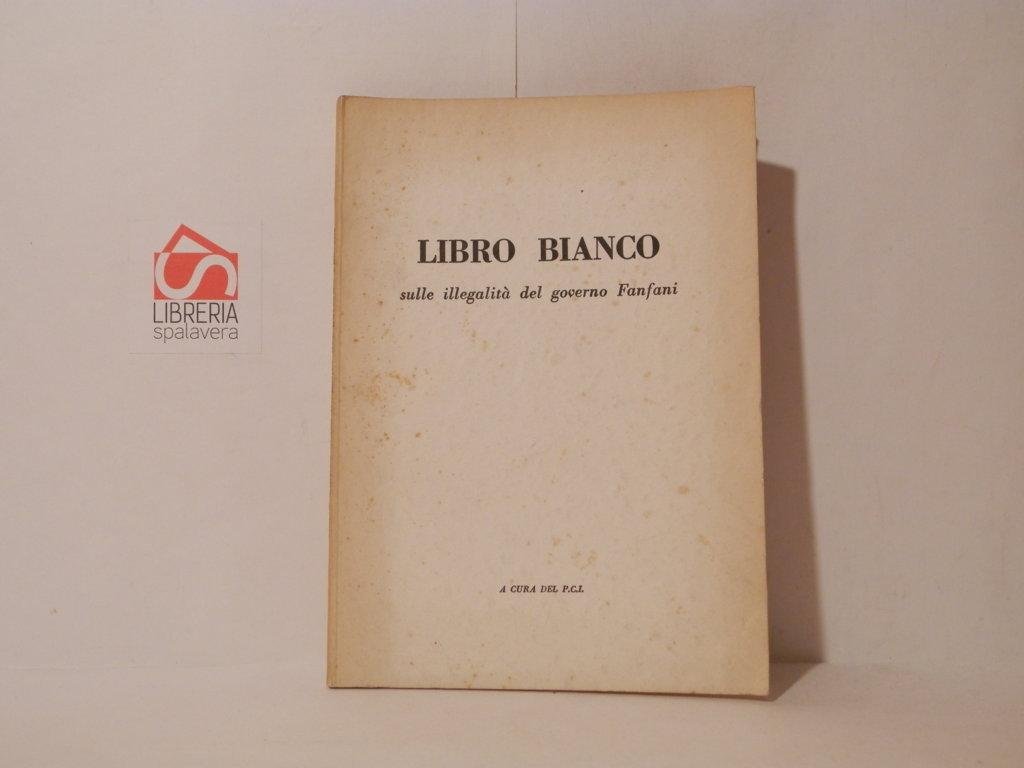 LIBRO BIANCO
sulle illegalità del governo Fanfani
A CURA DEL P.C.I.
LIBRERIA
spalavera